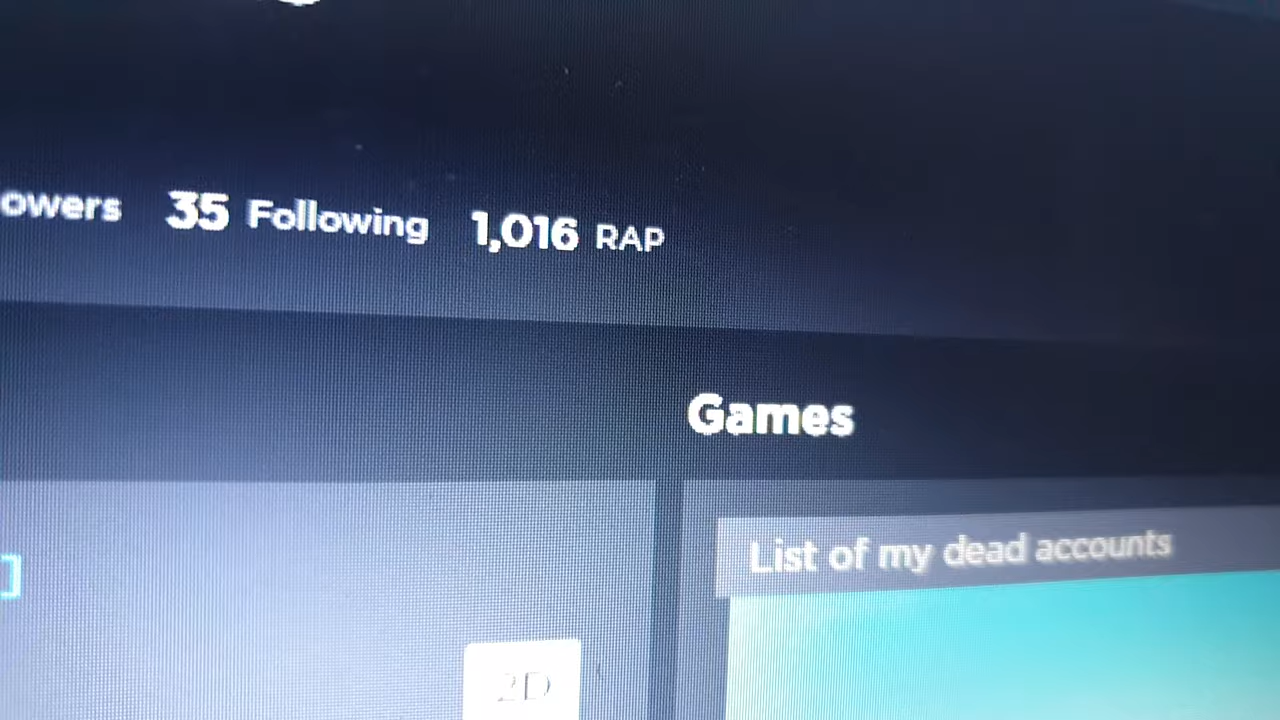 owers 35 Following 1,016 RAP
Games
List of my dead accounts
]
2D